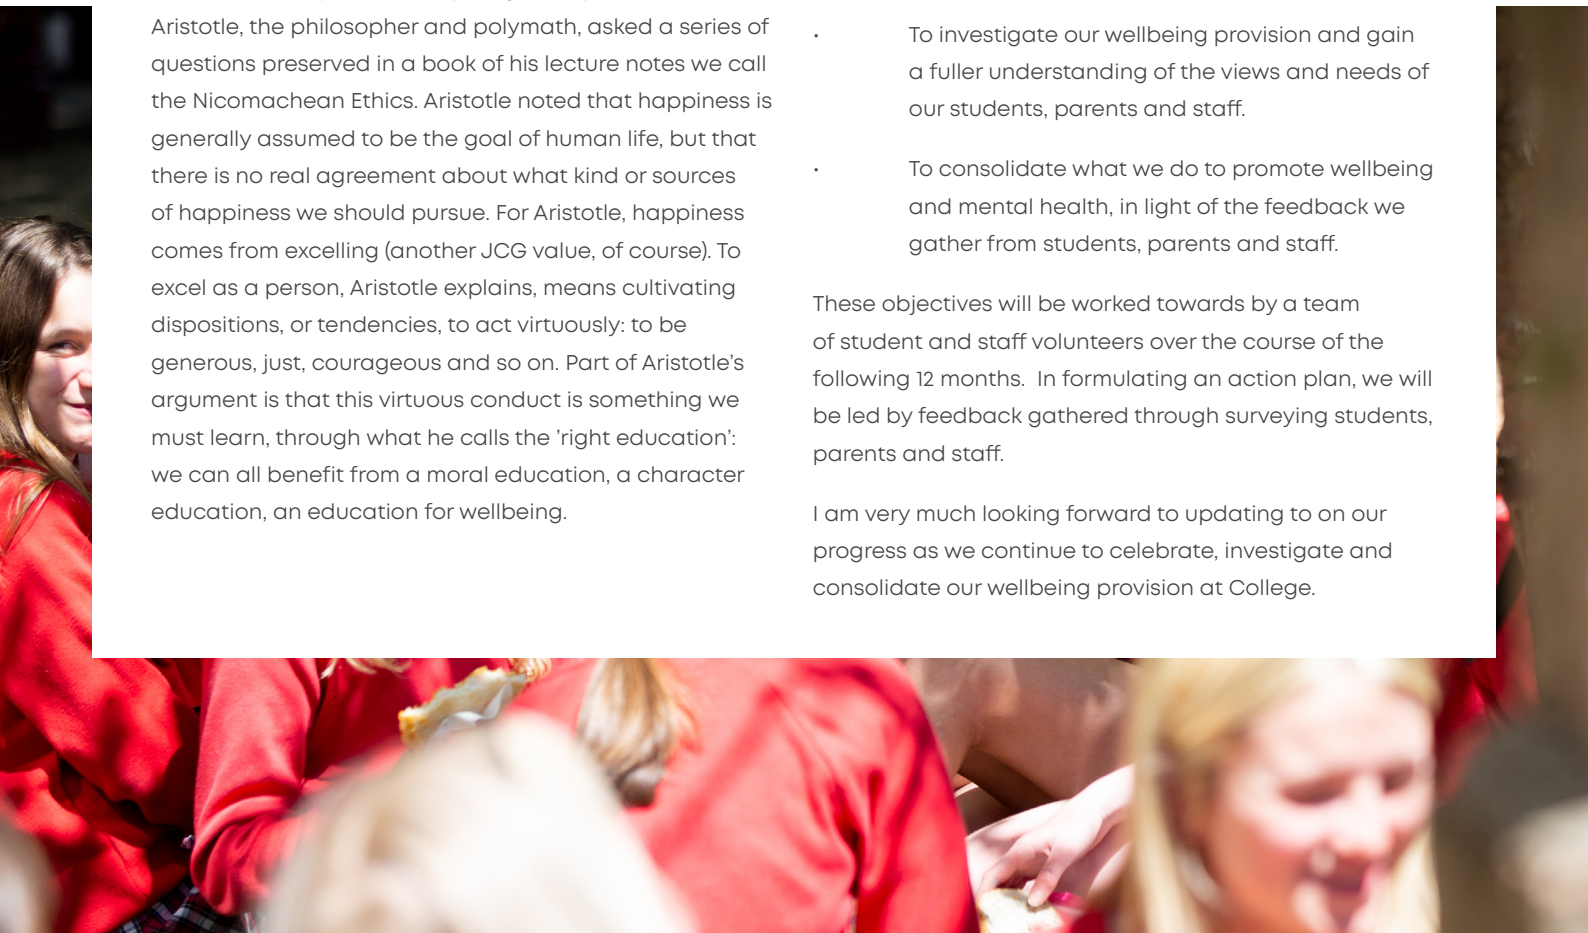 Aristotle, the philosopher and polymath, asked a series of
questions preserved in a book of his lecture notes we call
the Nicomachean Ethics. Aristotle noted that happiness is
generally assumed to be the goal of human life, but that
there is no real agreement about what kind or sources
of happiness we should pursue. For Aristotle, happiness
comes from excelling (another JCG value, of course). To
excel as a person, Aristotle explains, means cultivating
dispositions, or tendencies, to act virtuously: to be
generous, just, courageous and so on. Part of Aristotle’s
argument is that this virtuous conduct is something we
must learn, through what he calls the ’right education’:
we can all benefit from a moral education, a character
education, an education for wellbeing.
• To investigate our wellbeing provision and gain
a fuller understanding of the views and needs of
our students, parents and staff.
• To consolidate what we do to promote wellbeing
and mental health, in light of the feedback we
gather from students, parents and staff.
These objectives will be worked towards by a team
of student and staff volunteers over the course of the
following 12 months.  In formulating an action plan, we will
be led by feedback gathered through surveying students,
parents and staff.
I am very much looking forward to updating to on our
progress as we continue to celebrate, investigate and
consolidate our wellbeing provision at College.